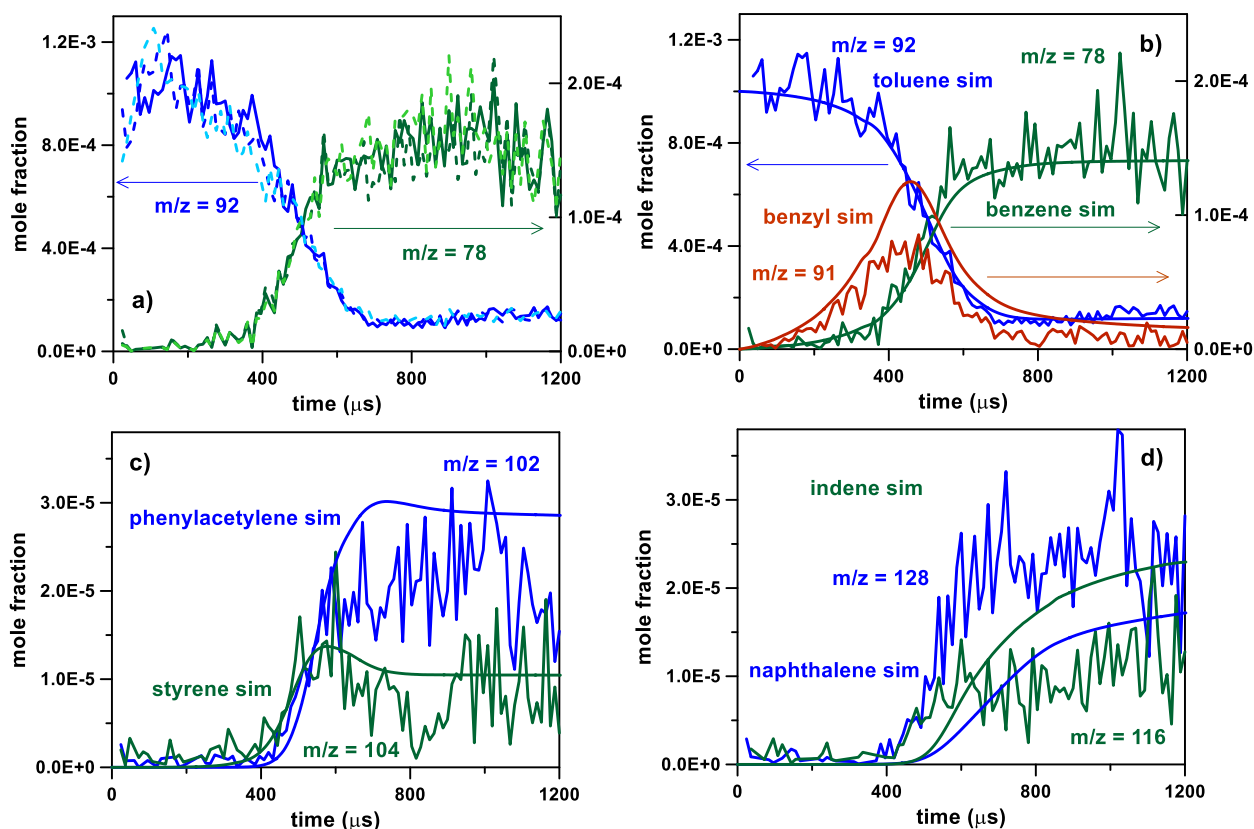 1.2E-3
8.0E-4
4.0E-4
0.0E+0
mole fraction
2.0E-4
1.0E-4
0.0E+0
m/z = 92
m/z = 78
a)
0
400
800
1200
time (μs)
1.2E-3
8.0E-4
4.0E-4
0.0E+0
mole fraction
2.0E-4
1.0E-4
0.0E+0
m/z = 92
b)
m/z = 78
toluene sim
benzyl sim
benzene sim
m/z = 91
0
400
800
1200
time (μs)
3.0E-5
2.0E-5
1.0E-5
0.0E+0
mole fraction
c)
m/z = 102
phenylacetylene sim
styrene sim
m/z = 104
0
400
800
1200
time (μs)
3.0E-5
2.0E-5
1.0E-5
0.0E+0
mole fraction
d)
indene sim
m/z = 128
naphthalene sim
m/z = 116
0
400
800
1200
time (μs)